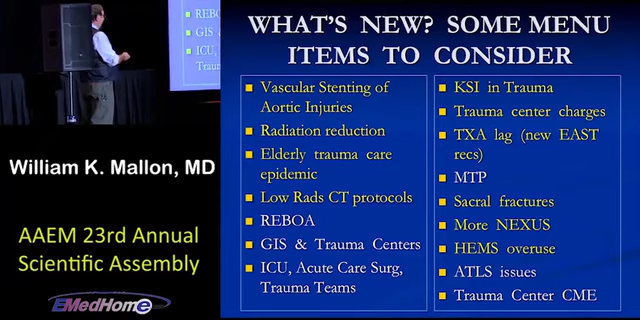 REBO
GIS &
ICU,
Traum
William K. Mallon, MD
AAEM 23rd Annual
Scientific Assembly
EMedHome
WHAT'S NEW? SOME MENU
ITEMS TO CONSIDER
Vascular Stenting of
Aortic Injuries
Radiation reduction
Elderly trauma care
epidemic
Low Rads CT protocols
REBOA
GIS & Trauma Centers
ICU, Acute Care Surg,
Trauma Teams
KSI in Trauma
Trauma center charges
TXA lag (new EAST
recs)
MTP
Sacral fractures
More NEXUS
HEMS overuse
ATLS issues
Trauma Center CME